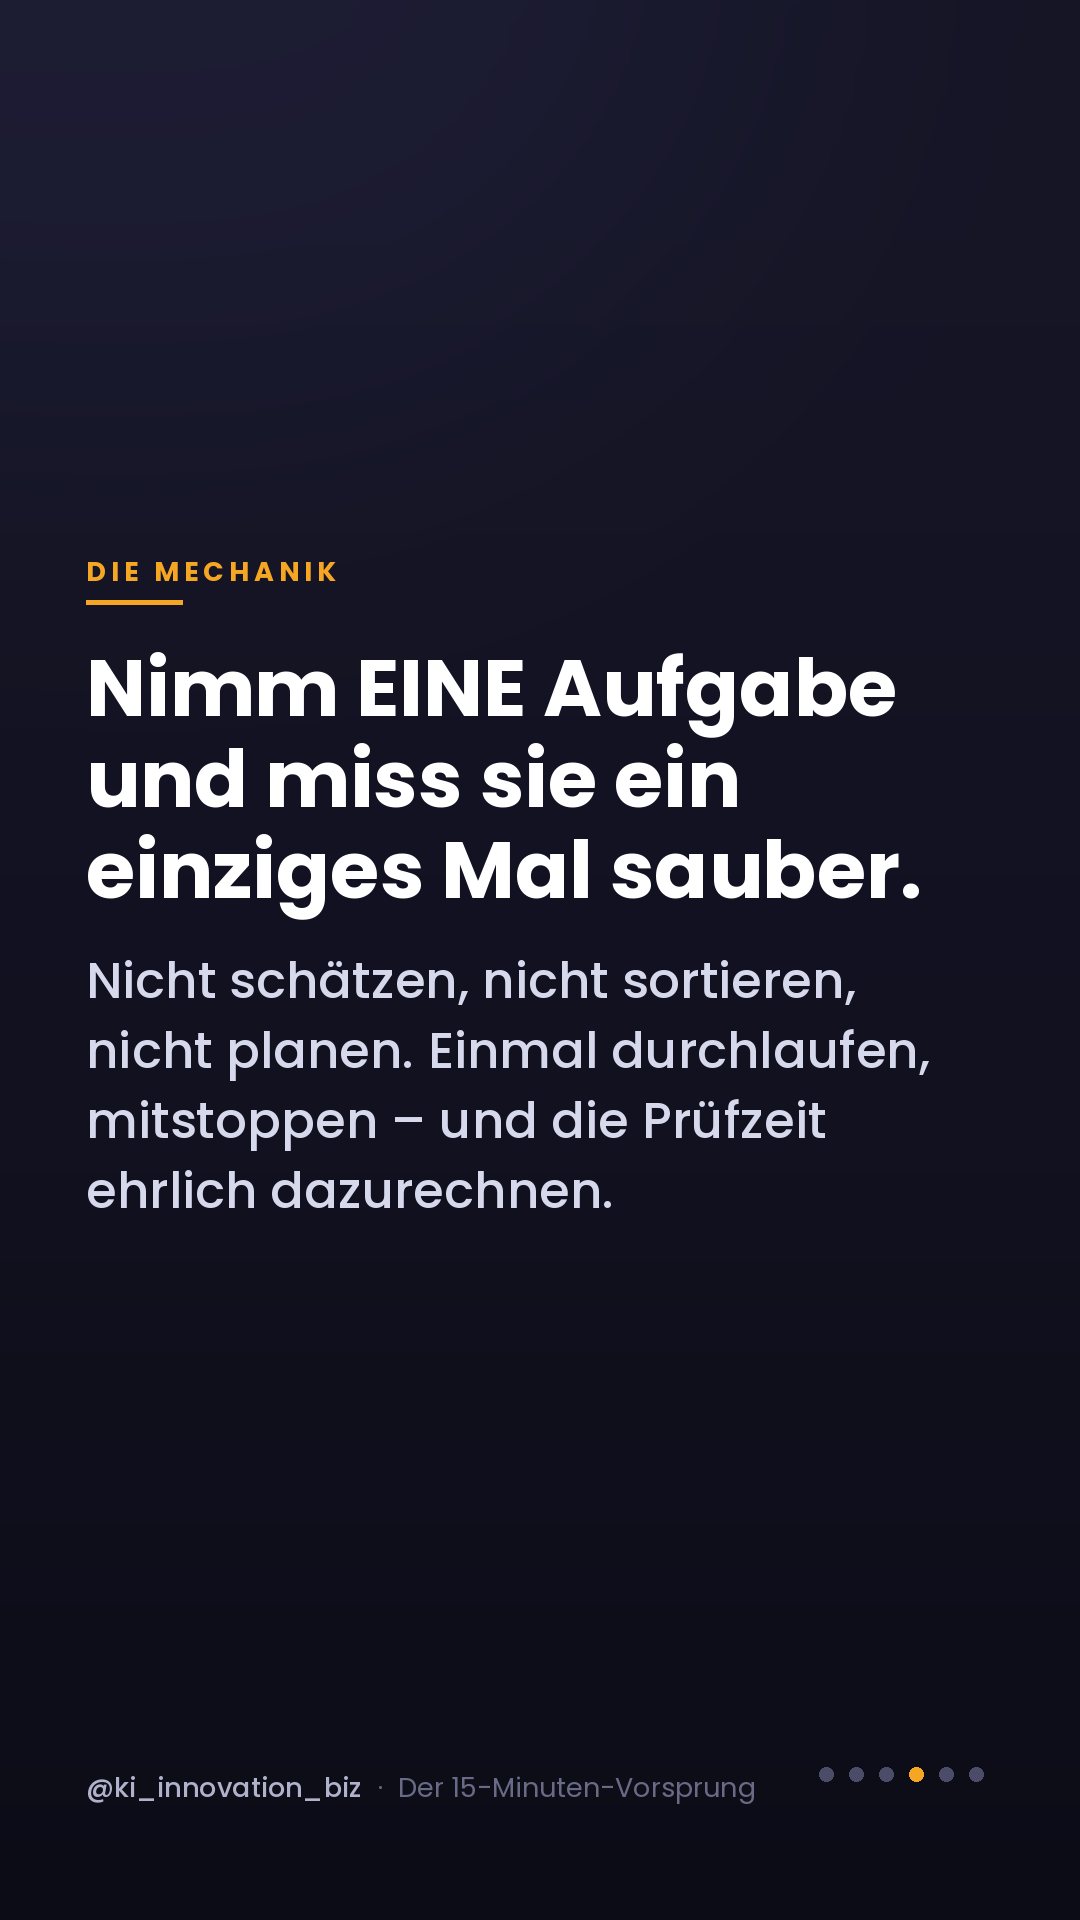 DIE MECHANIK
Nimm EINE Aufgabe
und miss sie ein
einziges Mal sauber.
Nicht schätzen, nicht sortieren,
nicht planen. Einmal durchlaufen,
mitstoppen – und die Prüfzeit
ehrlich dazurechnen.
@ki_innovation_biz · Der 15-Minuten-Vorsprung